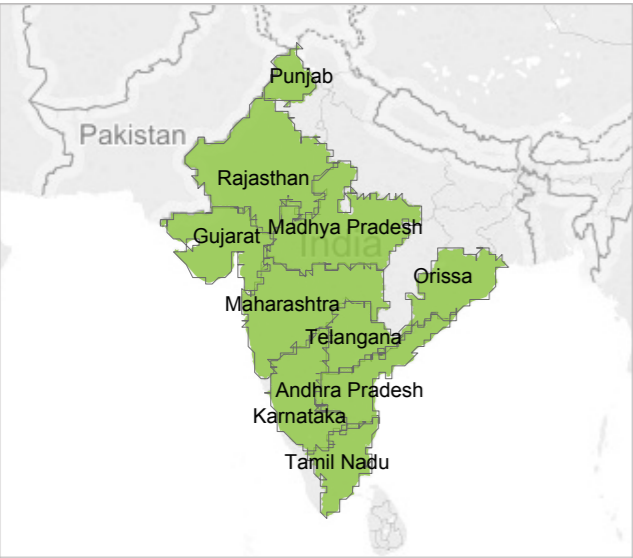 Punjab
Pakistan
Rajasthan
Gujarat
Madhya Pradesh
India
Orissa
Maharashtra
Telangana
Andhra Pradesh
Karnataka
Tamil Nadu